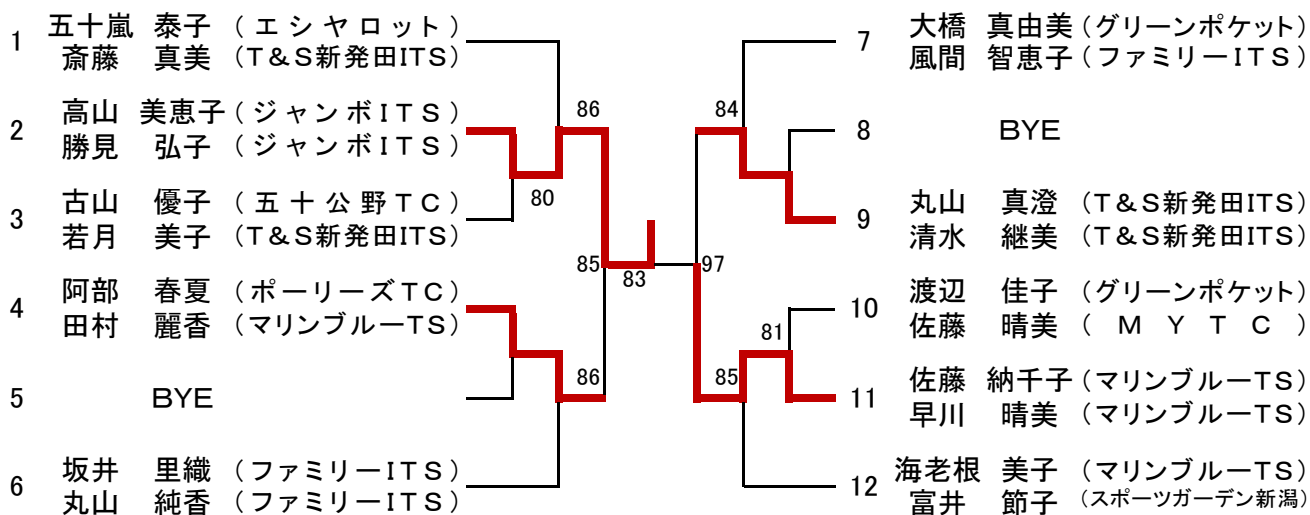 1
五十嵐 泰子 (エシヤロット)
斎藤 真美 (T&S新発田ITS)
2
高山 美恵子 (ジャンボITS)
勝見 弘子 (ジャンボITS)
3
古山 優子 (五十公野TC)
若月 美子 (T&S新発田ITS)
4
阿部 春夏 (ポーリーズTC)
田村 麗香 (マリンブルーTS)
5
BYE
6
坂井 里織 (ファミリーITS)
丸山 純香 (ファミリーITS)
86
80
85
86
83
97
84
81
85
7
大橋 真由美 (グリーンポケット)
風間 智恵子 (ファミリーITS)
8
BYE
9
丸山 真澄 (T&S新発田ITS)
清水 継美 (T&S新発田ITS)
10
渡辺 佳子 (グリーンポケット)
佐藤 晴美 (MYTC)
11
佐藤 納千子 (マリンブルーTS)
早川 晴美 (マリンブルーTS)
12
海老根 美子 (マリンブルーTS)
富井 節子 (スポーツガーデン新潟)